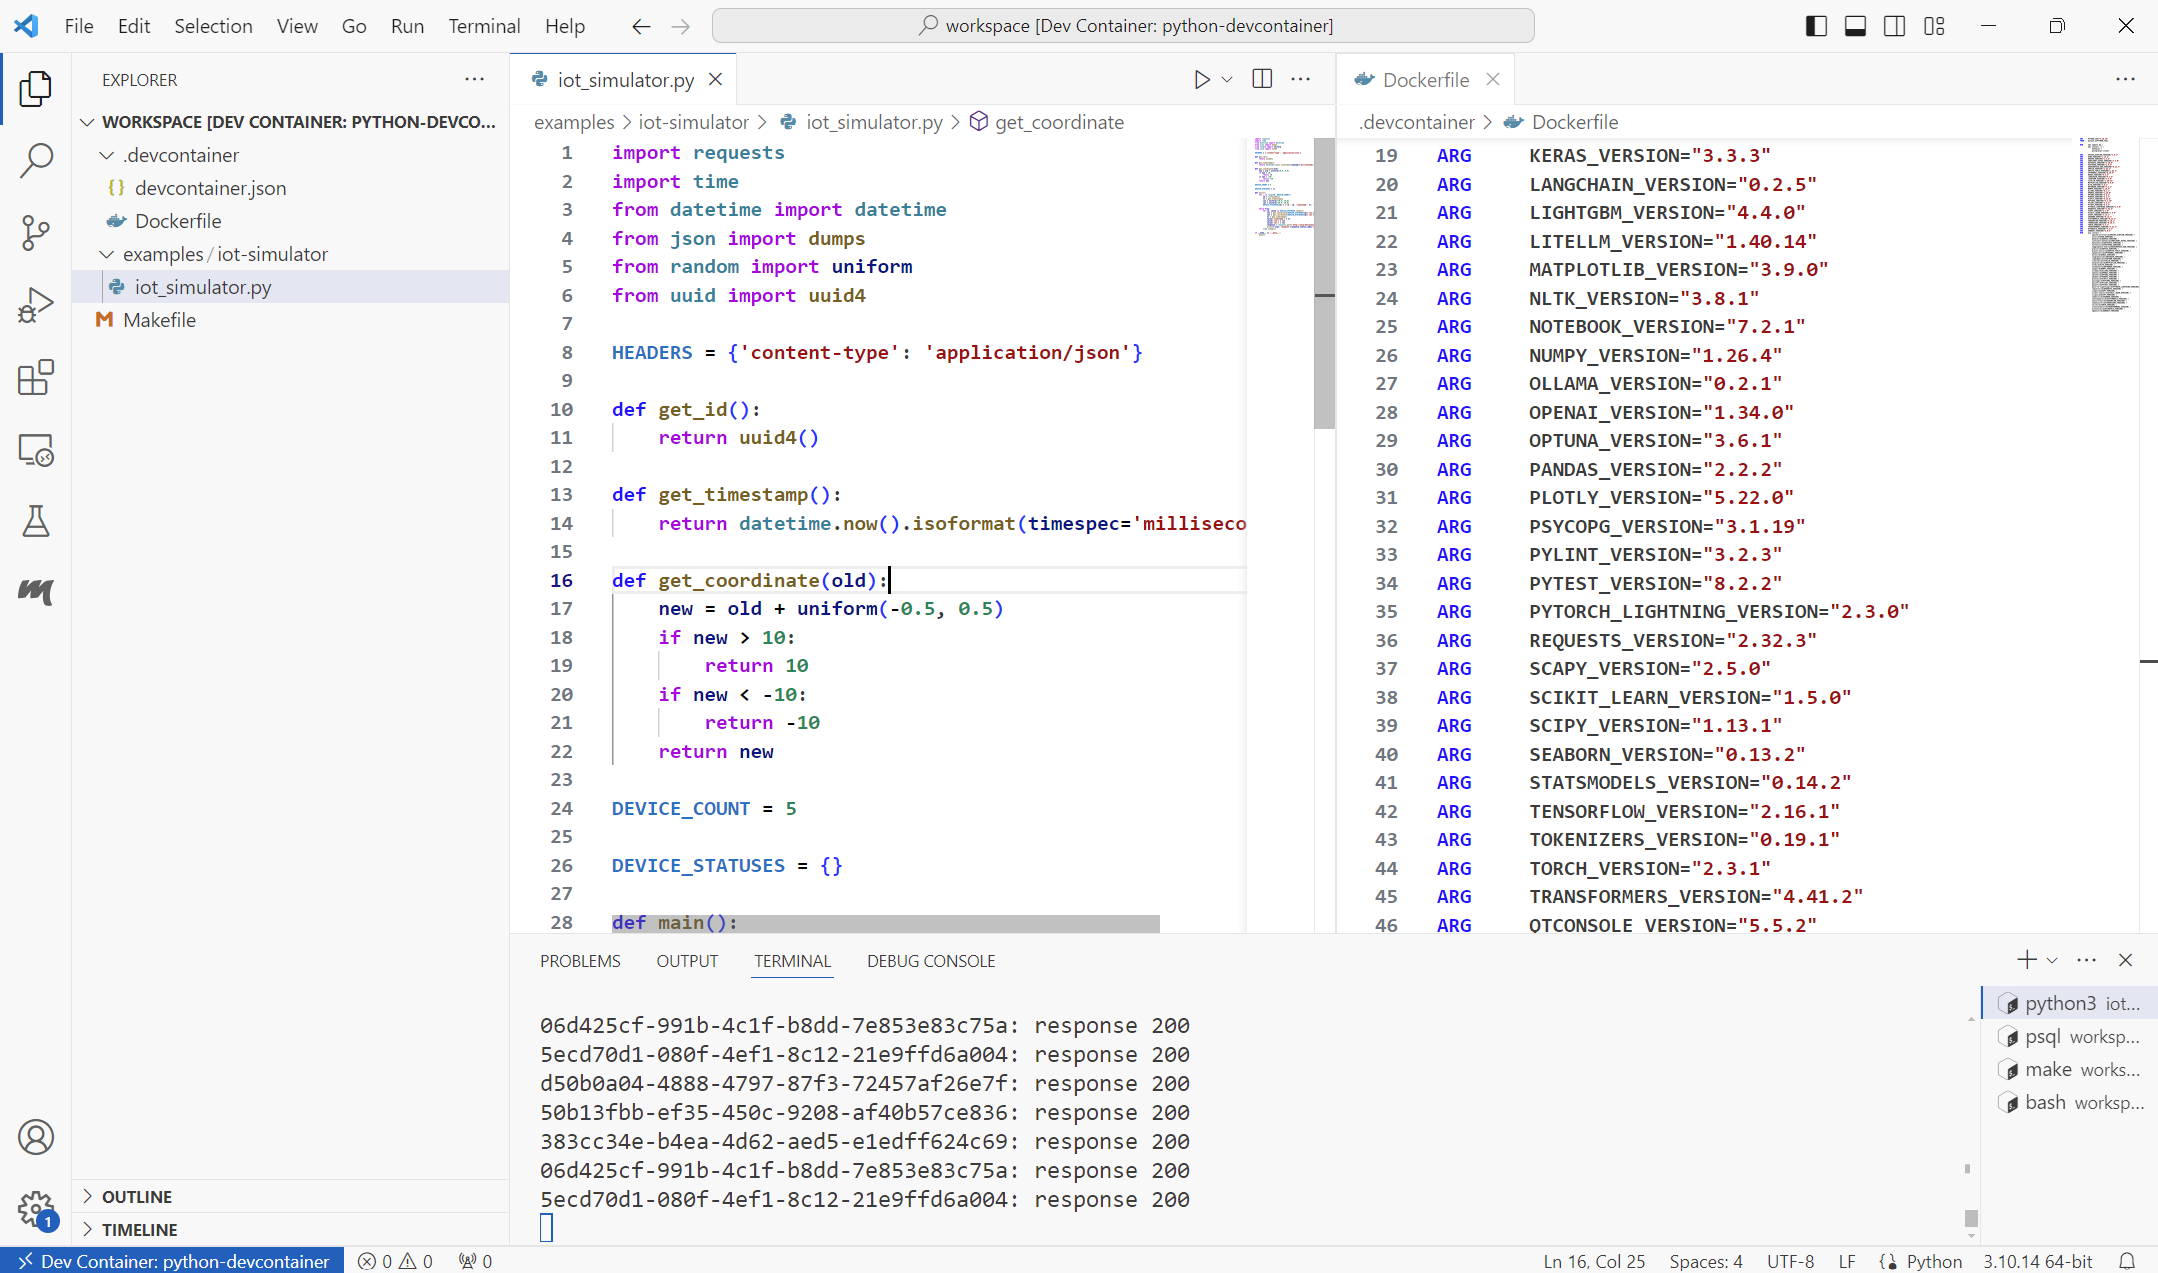 File Edit Selection View Go Run Terminal Help
workspace [Dev Container: python-devcontainer]
EXPLORER
WORKSPACE [DEV CONTAINER: PYTHON-DEVCO...
.devcontainer
devcontainer.json
Dockerfile
examples/iot-simulator
iot_simulator.py
Makefile
OUTLINE
TIMELINE
iot_simulator.py
examples > iot-simulator > iot_simulator.py > get_coordinate
1 import requests
2 import time
3 from datetime import datetime
4 from json import dumps
5 from random import uniform
6 from uuid import uuid4
7
8 HEADERS = {'content-type': 'application/json'}
9
10 def get_id():
11 return uuid4()
12
13 def get_timestamp():
14 return datetime.now().isoformat(timespec='milliseco
15
16 def get_coordinate(old):
17 new = old + uniform(-0.5, 0.5)
18 if new > 10:
19 return 10
20 if new < -10:
21 return -10
22 return new
23
24 DEVICE_COUNT = 5
25
26 DEVICE_STATUSES = {}
27
28 def main():
Dockerfile
.devcontainer > Dockerfile
19 ARG KERAS_VERSION="3.3.3"
20 ARG LANGCHAIN_VERSION="0.2.5"
21 ARG LIGHTGBM_VERSION="4.4.0"
22 ARG LITELLM_VERSION="1.40.14"
23 ARG MATPLOTLIB_VERSION="3.9.0"
24 ARG NLTK_VERSION="3.8.1"
25 ARG NOTEBOOK_VERSION="7.2.1"
26 ARG NUMPY_VERSION="1.26.4"
27 ARG OLLAMA_VERSION="0.2.1"
28 ARG OPENAI_VERSION="1.34.0"
29 ARG OPTUNA_VERSION="3.6.1"
30 ARG PANDAS_VERSION="2.2.2"
31 ARG PLOTLY_VERSION="5.22.0"
32 ARG PSYCOPG_VERSION="3.1.19"
33 ARG PYLINT_VERSION="3.2.3"
34 ARG PYTEST_VERSION="8.2.2"
35 ARG PYTORCH_LIGHTNING_VERSION="2.3.0"
36 ARG REQUESTS_VERSION="2.32.3"
37 ARG SCAPY_VERSION="2.5.0"
38 ARG SCIKIT_LEARN_VERSION="1.5.0"
39 ARG SCIPY_VERSION="1.13.1"
40 ARG SEABORN_VERSION="0.13.2"
41 ARG STATSMODELS_VERSION="0.14.2"
42 ARG TENSORFLOW_VERSION="2.16.1"
43 ARG TOKENIZERS_VERSION="0.19.1"
44 ARG TORCH_VERSION="2.3.1"
45 ARG TRANSFORMERS_VERSION="4.41.2"
46 ARG QTCONSOLE_VERSION="5.5.2"
PROBLEMS OUTPUT TERMINAL DEBUG CONSOLE
06d425cf-991b-4c1f-b8dd-7e853e83c75a: response 200
5ecd70d1-080f-4ef1-8c12-21e9ffd6a004: response 200
d50b0a04-4888-4797-87f3-72457af26e7f: response 200
50b13fbb-ef35-450c-9208-af40b57ce836: response 200
383cc34e-b4ea-4d62-aed5-e1edff624c69: response 200
06d425cf-991b-4c1f-b8dd-7e853e83c75a: response 200
5ecd70d1-080f-4ef1-8c12-21e9ffd6a004: response 200
python3 iot...
psql worksp...
make works...
bash worksp...
1
Dev Container: python-devcontainer 0 0 0 Ln 16, Col 25 Spaces: 4 UTF-8 LF Python 3.10.14 64-bit